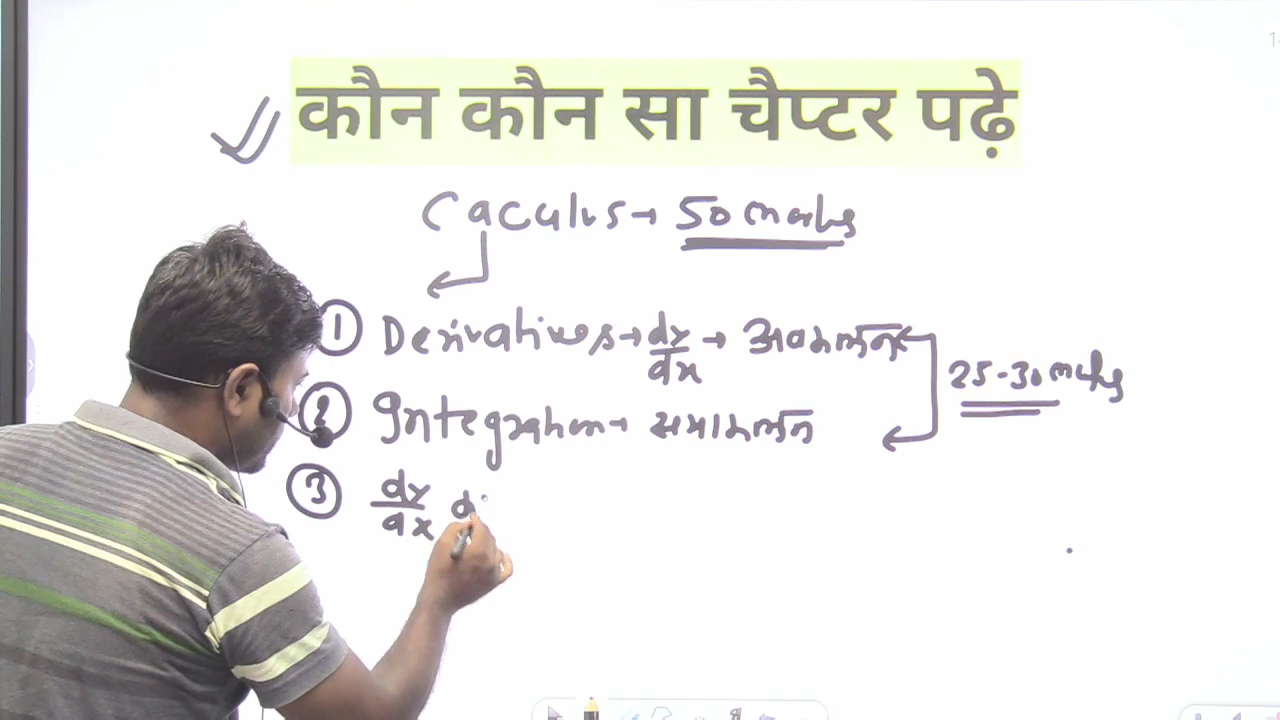 कौन कौन सा चैप्टर पढ़े
Caculus → 50 marks
① Derivatives → dy/dx → अवकलन
25-30 marks
② Integration → समाकलन
③ dy/dx